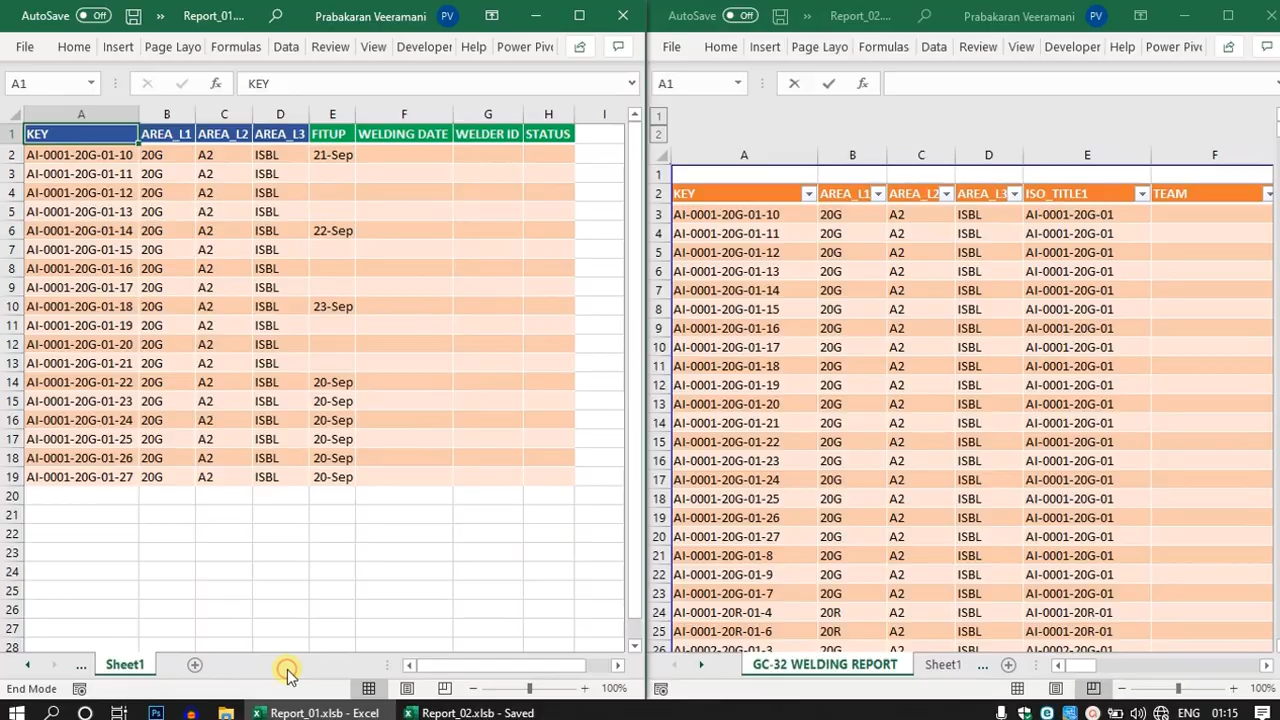 AutoSave Off Report_01.... Prabakaran Veeramani PV
File Home Insert Page Layo Formulas Data Review View Developer Help Power Piv
A1 fx KEY
A B C D E F G H I
1 KEY AREA_L1 AREA_L2 AREA_L3 FITUP WELDING DATE WELDER ID STATUS
2 AI-0001-20G-01-10 20G A2 ISBL 21-Sep
3 AI-0001-20G-01-11 20G A2 ISBL
4 AI-0001-20G-01-12 20G A2 ISBL
5 AI-0001-20G-01-13 20G A2 ISBL
6 AI-0001-20G-01-14 20G A2 ISBL 22-Sep
7 AI-0001-20G-01-15 20G A2 ISBL
8 AI-0001-20G-01-16 20G A2 ISBL
9 AI-0001-20G-01-17 20G A2 ISBL
10 AI-0001-20G-01-18 20G A2 ISBL 23-Sep
11 AI-0001-20G-01-19 20G A2 ISBL
12 AI-0001-20G-01-20 20G A2 ISBL
13 AI-0001-20G-01-21 20G A2 ISBL
14 AI-0001-20G-01-22 20G A2 ISBL 20-Sep
15 AI-0001-20G-01-23 20G A2 ISBL 20-Sep
16 AI-0001-20G-01-24 20G A2 ISBL 20-Sep
17 AI-0001-20G-01-25 20G A2 ISBL 20-Sep
18 AI-0001-20G-01-26 20G A2 ISBL 20-Sep
19 AI-0001-20G-01-27 20G A2 ISBL 20-Sep
20
21
22
23
24
25
26
27
28
... Sheet1
End Mode 100%
AutoSave Off Report_02.... Prabakaran Veeramani PV
File Home Insert Page Layo Formulas Data Review View Developer Help Power Piv
A1 fx
1
2
A B C D E F
1
2 KEY AREA_L1 AREA_L2 AREA_L3 ISO_TITLE1 TEAM
3 AI-0001-20G-01-10 20G A2 ISBL AI-0001-20G-01
4 AI-0001-20G-01-11 20G A2 ISBL AI-0001-20G-01
5 AI-0001-20G-01-12 20G A2 ISBL AI-0001-20G-01
6 AI-0001-20G-01-13 20G A2 ISBL AI-0001-20G-01
7 AI-0001-20G-01-14 20G A2 ISBL AI-0001-20G-01
8 AI-0001-20G-01-15 20G A2 ISBL AI-0001-20G-01
9 AI-0001-20G-01-16 20G A2 ISBL AI-0001-20G-01
10 AI-0001-20G-01-17 20G A2 ISBL AI-0001-20G-01
11 AI-0001-20G-01-18 20G A2 ISBL AI-0001-20G-01
12 AI-0001-20G-01-19 20G A2 ISBL AI-0001-20G-01
13 AI-0001-20G-01-20 20G A2 ISBL AI-0001-20G-01
14 AI-0001-20G-01-21 20G A2 ISBL AI-0001-20G-01
15 AI-0001-20G-01-22 20G A2 ISBL AI-0001-20G-01
16 AI-0001-20G-01-23 20G A2 ISBL AI-0001-20G-01
17 AI-0001-20G-01-24 20G A2 ISBL AI-0001-20G-01
18 AI-0001-20G-01-25 20G A2 ISBL AI-0001-20G-01
19 AI-0001-20G-01-26 20G A2 ISBL AI-0001-20G-01
20 AI-0001-20G-01-27 20G A2 ISBL AI-0001-20G-01
21 AI-0001-20G-01-8 20G A2 ISBL AI-0001-20G-01
22 AI-0001-20G-01-9 20G A2 ISBL AI-0001-20G-01
23 AI-0001-20G-01-7 20G A2 ISBL AI-0001-20G-01
24 AI-0001-20R-01-4 20R A2 ISBL AI-0001-20R-01
25 AI-0001-20R-01-6 20R A2 ISBL AI-0001-20R-01
26 AI-0002-01-3 20G A2 ISBL AI-0002-01
GC-32 WELDING REPORT Sheet1 ...
100%
Report_01.xlsb - Excel Report_02.xlsb - Saved ENG 01:15